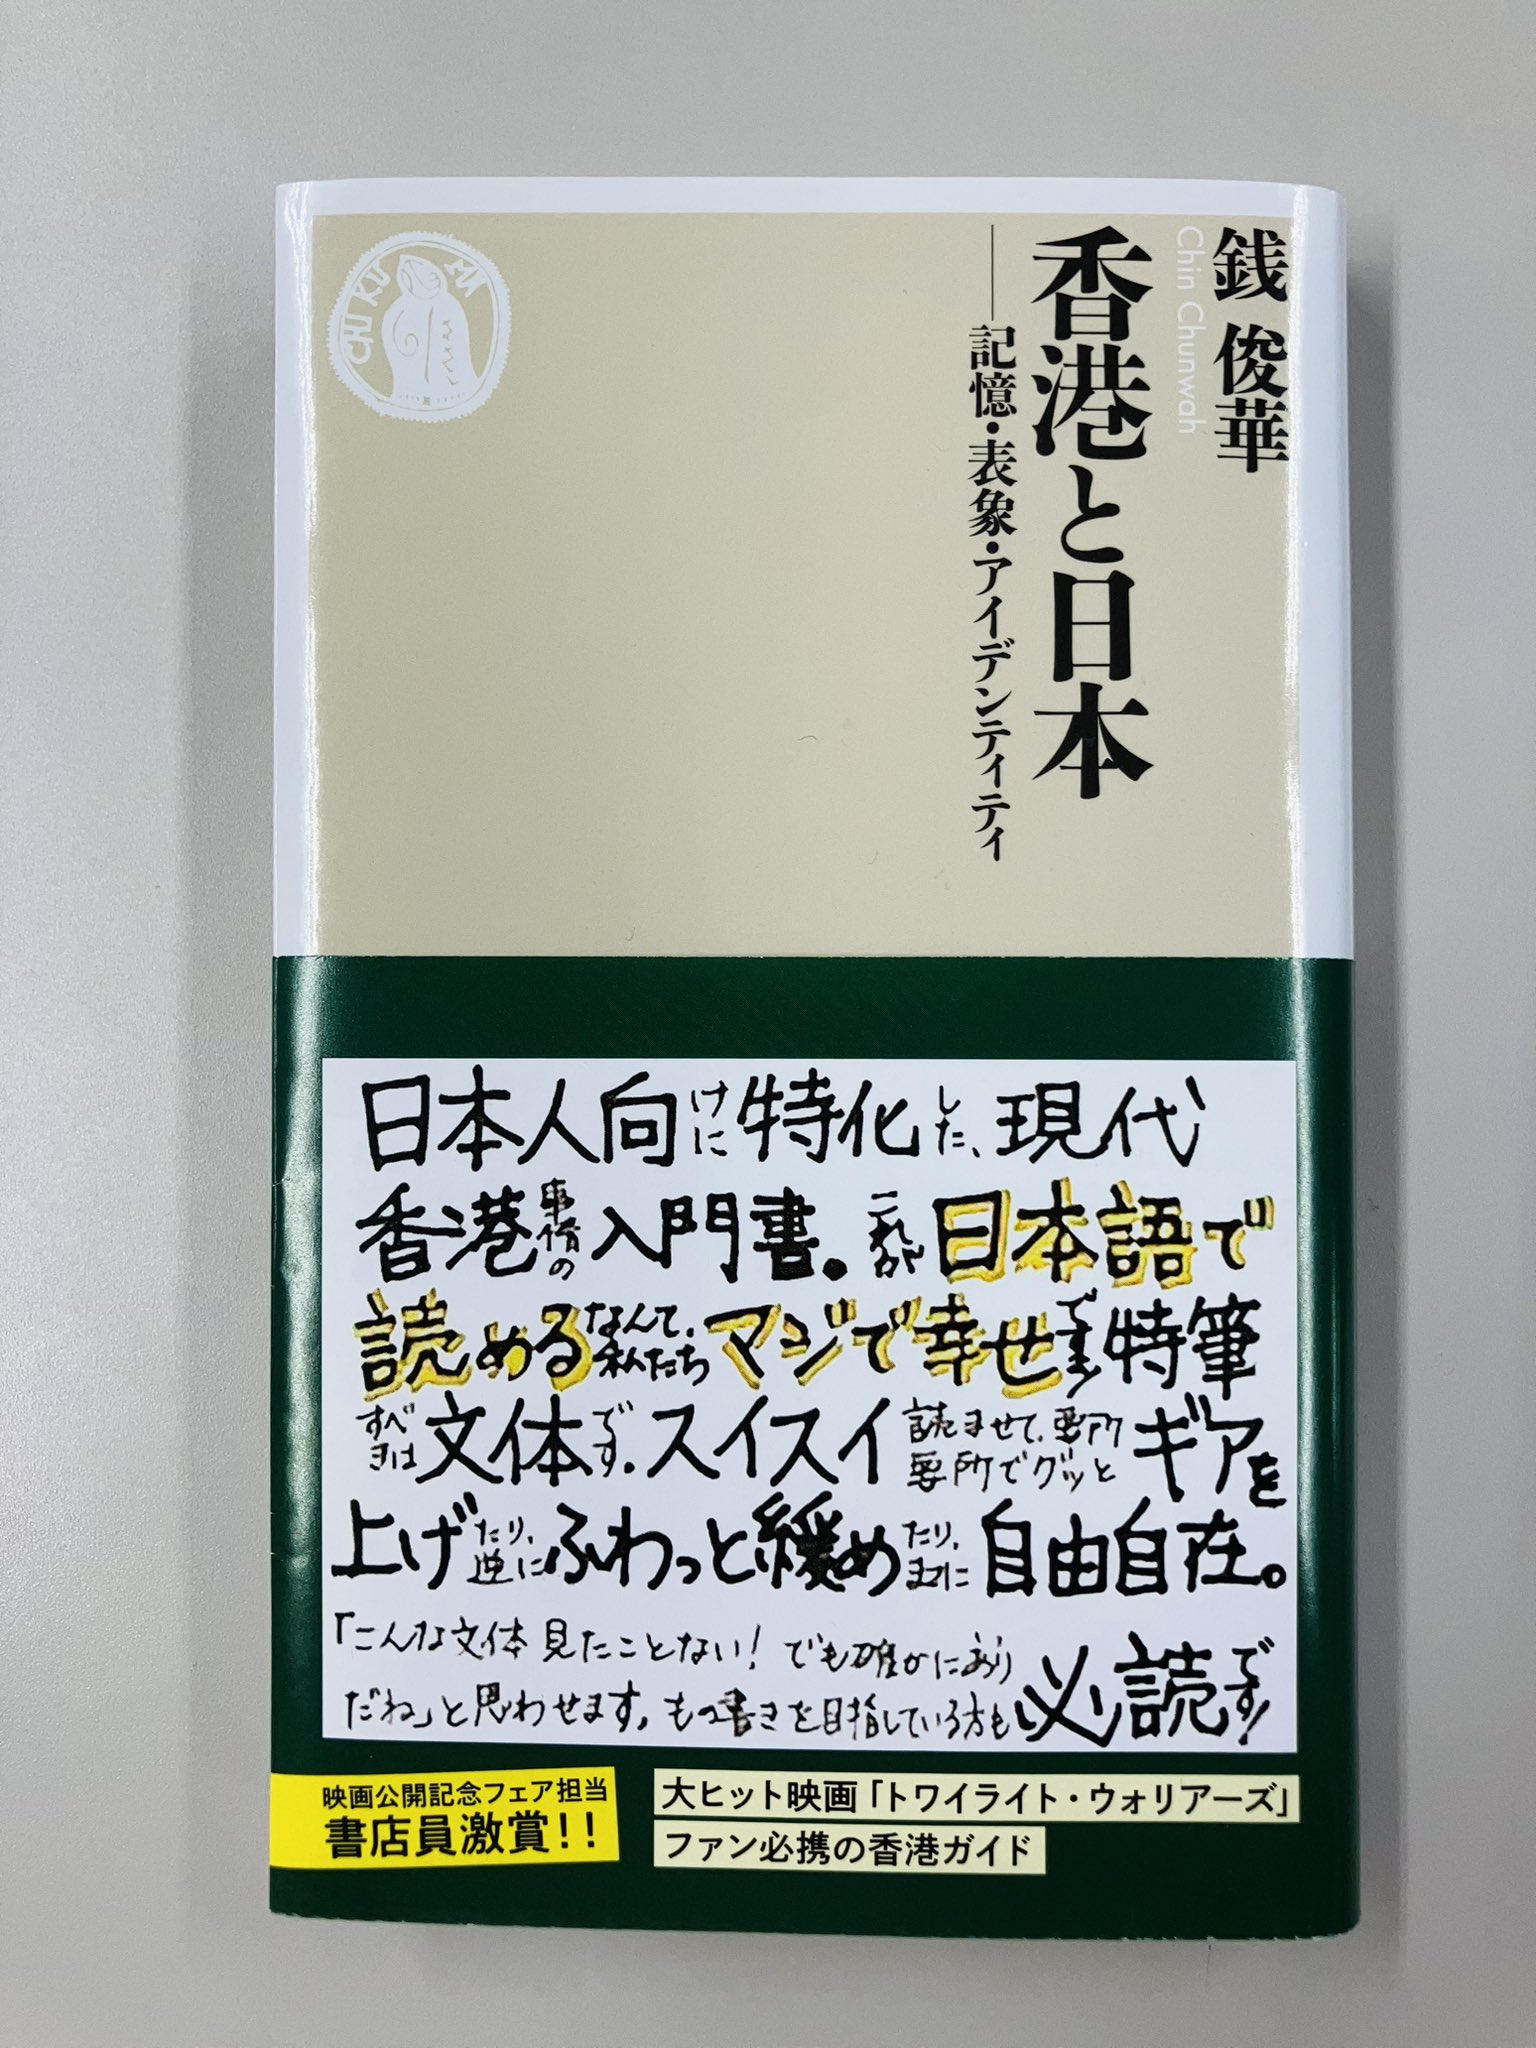 銭 俊華
Chin Chunwah
香港と日本
――記憶・表象・アイデンティティ
CHIKUMA
日本人向けに特化した、現代
香港事情の入門書。これが日本語で
読めるなんて、私たちマジで幸せです！特筆
すべきは文体です。スイスイ読ませて、要所要所でグッとギアを
上げたり、逆にふわっと緩めたり、まさに自由自在。
「こんな文体見たことない！でも確かにあり
だね」と思わせます。もの書きを目指している方も必読です！
映画公開記念フェア担当
書店員激賞！！
大ヒット映画「トワイライト・ウォリアーズ」
ファン必携の香港ガイド